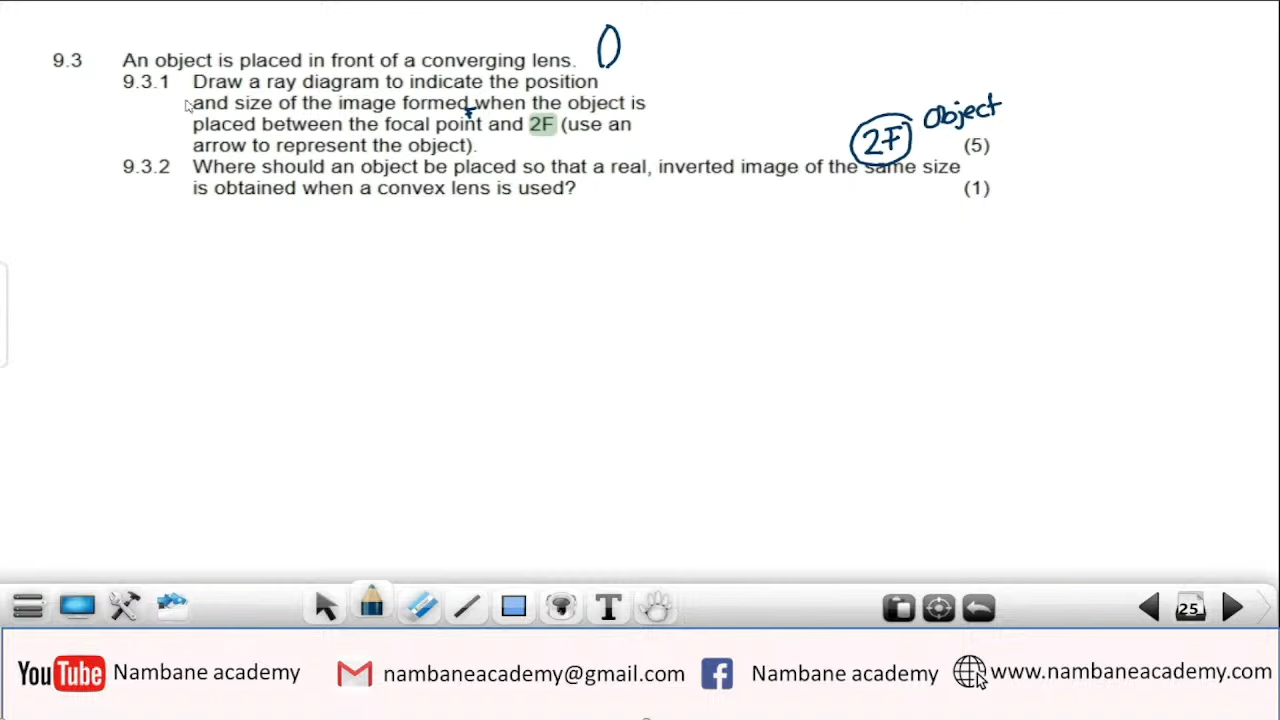 9.3 An object is placed in front of a converging lens.
9.3.1 Draw a ray diagram to indicate the position
and size of the image formed when the object is
placed between the focal point and 2F (use an
arrow to represent the object). (5)
2F Object
9.3.2 Where should an object be placed so that a real, inverted image of the same size
is obtained when a convex lens is used? (1)
T
25
YouTube Nambane academy nambaneacademy@gmail.com f Nambane academy www.nambaneacademy.com